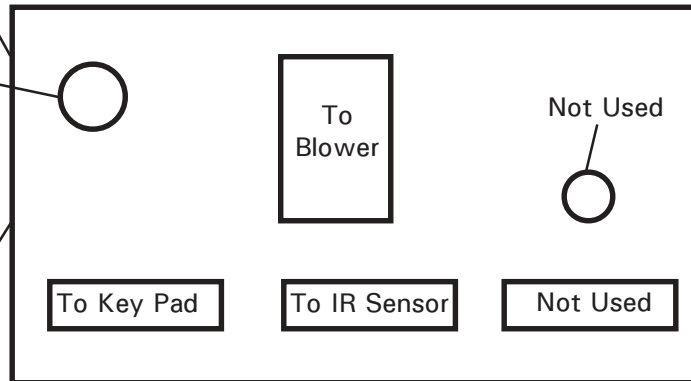 To
Blower
Not Used
To Key Pad
To IR Sensor
Not Used